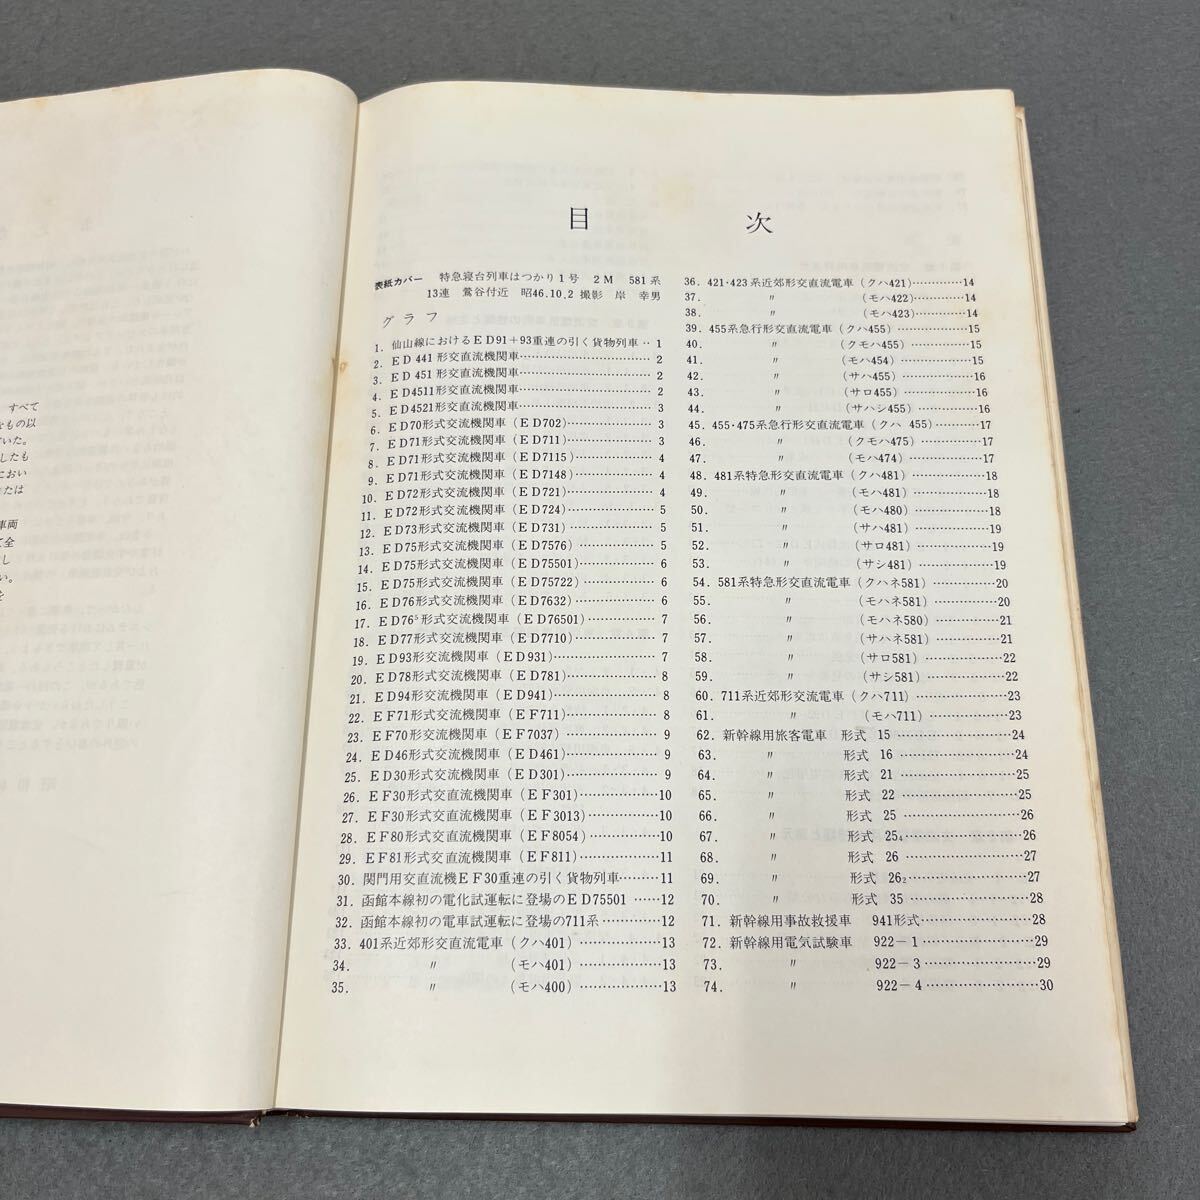 すべて
なもの以
ていた。
したも
におい
または
車両
て全
し
い。
を
目次
表紙カバー 特急寝台列車はつかり1号 2M 581系
13連 鶯谷付近 昭46.10.2 撮影 岸 幸男
グラフ
1. 仙山線におけるED91+93重連の引く貨物列車‥1
2. ED441形交直流機関車……………………2
3. ED451形交直流機関車……………………2
4. ED4511形交直流機関車……………………2
5. ED4521形交直流機関車……………………3
6. ED70形式交流機関車(ED702)……………3
7. ED71形式交流機関車(ED711)……………3
8. ED71形式交流機関車(ED7115)……………4
9. ED71形式交流機関車(ED7148)……………4
10. ED72形式交流機関車(ED721)……………4
11. ED72形式交流機関車(ED724)……………5
12. ED73形式交流機関車(ED731)……………5
13. ED75形式交流機関車(ED7576)……………5
14. ED75形式交流機関車(ED75501)…………6
15. ED75形式交流機関車(ED75722)…………6
16. ED76形式交流機関車(ED7632)……………6
17. ED76⁵形式交流機関車(ED76501)…………7
18. ED77形式交流機関車(ED7710)……………7
19. ED93形交流機関車(ED931)………………7
20. ED78形式交流機関車(ED781)……………8
21. ED94形交流機関車(ED941)………………8
22. EF71形式交流機関車(EF711)……………8
23. EF70形交流機関車(EF7037)………………9
24. ED46形式交流機関車(ED461)……………9
25. ED30形式交流機関車(ED301)……………9
26. EF30形式交直流機関車(EF301)…………10
27. EF30形式交直流機関車(EF3013)…………10
28. EF80形式交直流機関車(EF8054)…………10
29. EF81形式交直流機関車(EF811)…………11
30.関門用交直流機EF30重連の引く貨物列車………11
31. 函館本線初の電化試運転に登場のED75501……12
32. 函館本線初の電車試運転に登場の711系…………12
33. 401系近郊形交直流電車(クハ401)……………13
34. 〃 (モハ401)……………13
35. 〃 (モハ400)……………13
36. 421·423系近郊形交直流電車(クハ421)…………14
37. 〃 (モハ422)…………14
38. 〃 (モハ423)…………14
39. 455系急行形交直流電車(クハ455)……………15
40. 〃 (クモハ455)……………15
41. 〃 (モハ454)……………15
42. 〃 (サハ455)……………16
43. 〃 (サロ455)……………16
44. 〃 (サハシ455)……………16
45. 455·475系急行形交直流電車(クハ 455)………17
46. 〃 (クモハ475)…………17
47. 〃 (モハ474)…………17
48. 481系特急形交直流電車(クハ481)……………18
49. 〃 (モハ481)……………18
50. 〃 (モハ480)……………18
51. 〃 (サハ481)……………19
52. 〃 (サロ481)……………19
53. 〃 (サシ481)……………19
54. 581系特急形交直流電車(クハネ581)……………20
55. 〃 (モハネ581)……………20
56. 〃 (モハネ580)……………21
57. 〃 (サハネ581)……………21
58. 〃 (サロ581)……………22
59. 〃 (サシ581)……………22
60. 711系近郊形交流電車(クハ711)………………23
61. 〃 (モハ711)………………23
62. 新幹線用旅客電車 形式 15……………………24
63. 〃 形式 16……………………24
64. 〃 形式 21……………………25
65. 〃 形式 22……………………25
66. 〃 形式 25……………………26
67. 〃 形式 25₄……………………26
68. 〃 形式 26……………………27
69. 〃 形式 26₂……………………27
70. 〃 形式 35……………………28
71. 新幹線用事故救援車 941形式…………………28
72. 新幹線用電気試験車 922−1…………………29
73. 〃 922−3…………………29
74. 〃 922−4…………………30